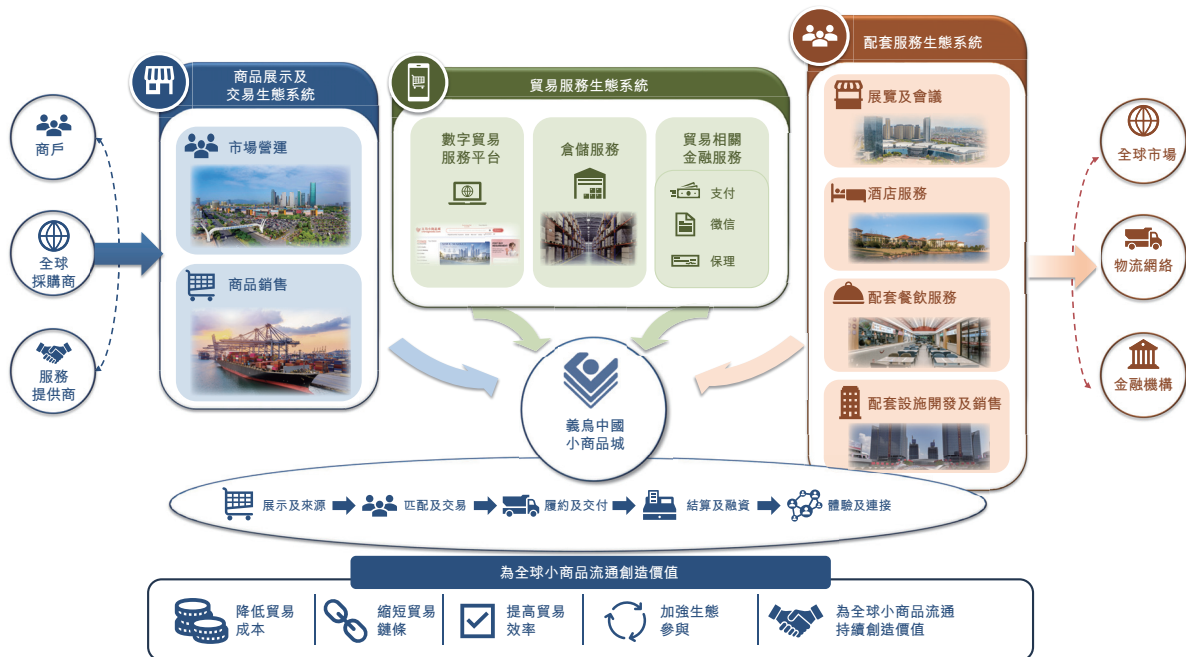 商戶
全球
採購商
服務
提供商
商品展示及
交易生態系統
市場營運
商品銷售
貿易服務生態系統
數字貿易
服務平台
倉儲服務
貿易相關
金融服務
支付
徵信
保理
配套服務生態系統
展覽及會議
酒店服務
配套餐飲服務
配套設施開發及銷售
全球市場
物流網絡
金融機構
義烏中國
小商品城
展示及來源
匹配及交易
履約及交付
結算及融資
體驗及連接
為全球小商品流通創造價值
降低貿易
成本
縮短貿易
鏈條
提高貿易
效率
加強生態
參與
為全球小商品流通
持續創造價值